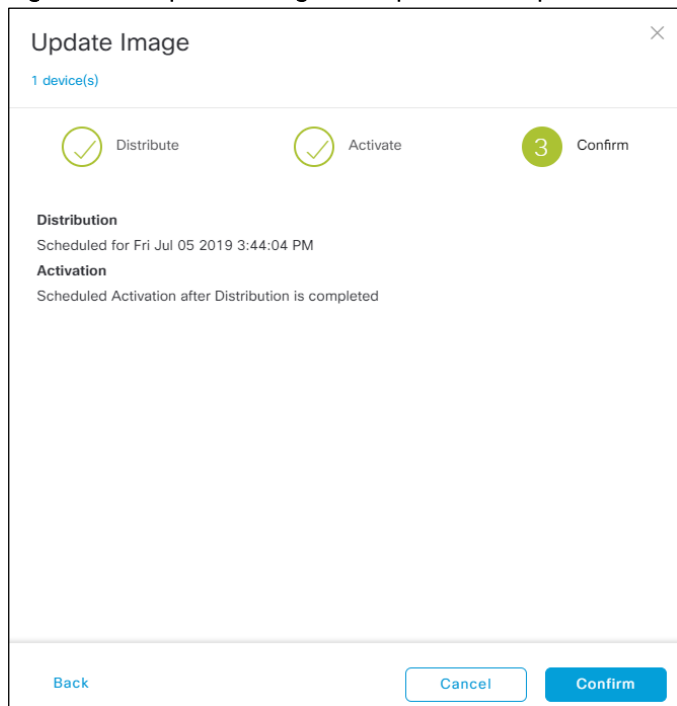 Update Image
1 device(s)
Distribute
Activate
3 Confirm
Distribution
Scheduled for Fri Jul 05 2019 3:44:04 PM
Activation
Scheduled Activation after Distribution is completed
Back
Cancel
Confirm